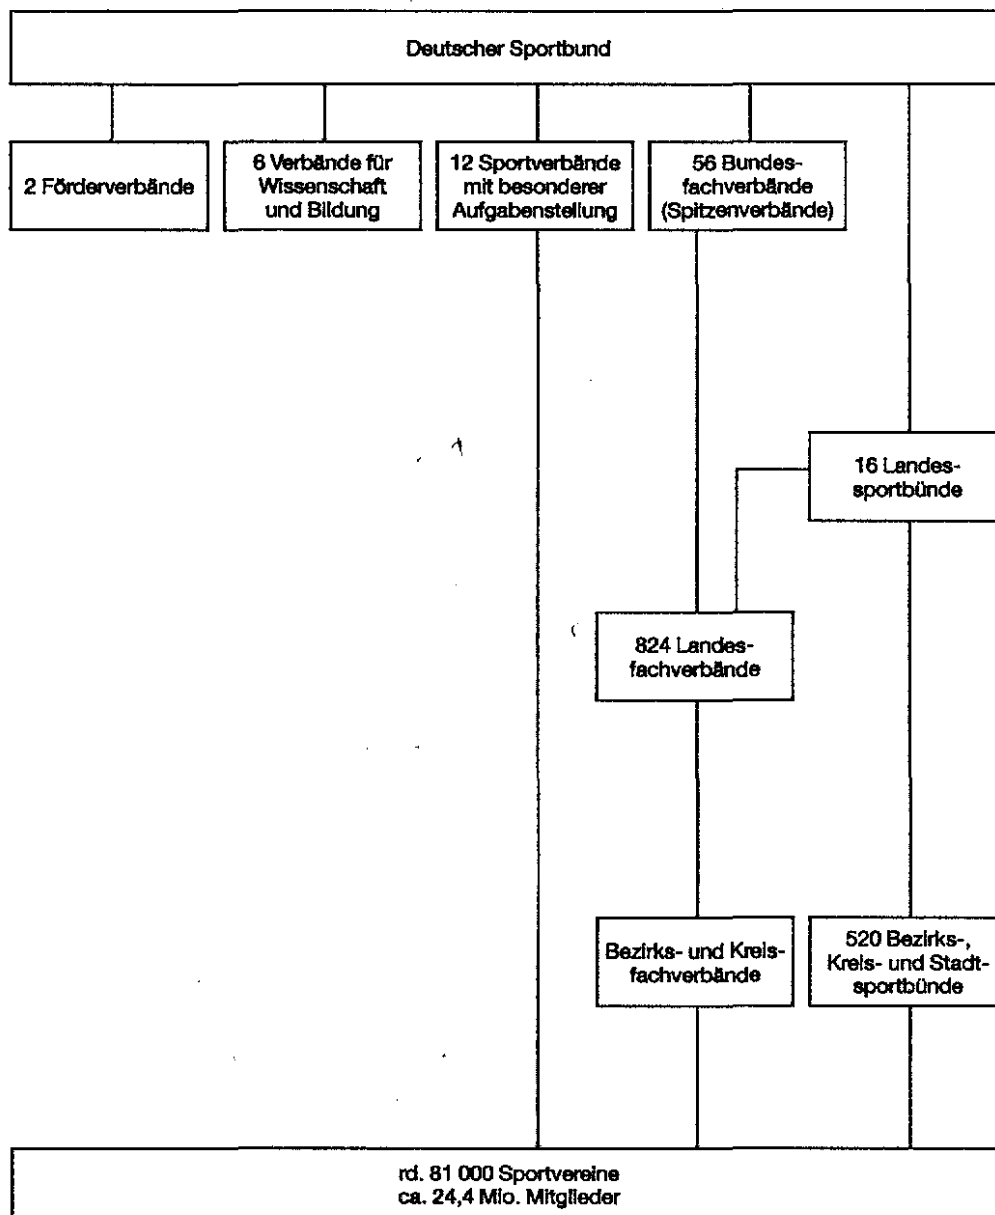 Deutscher Sportbund
2 Förderverbände
6 Verbände für
Wissenschaft
und Bildung
12 Sportverbände
mit besonderer
Aufgabenstellung
56 Bundes-
fachverbände
(Spitzenverbände)
16 Landes-
sportbünde
824 Landes-
fachverbände
Bezirks- und Kreis-
fachverbände
520 Bezirks-,
Kreis- und Stadt-
sportbünde
rd. 81 000 Sportvereine
ca. 24,4 Mio. Mitglieder